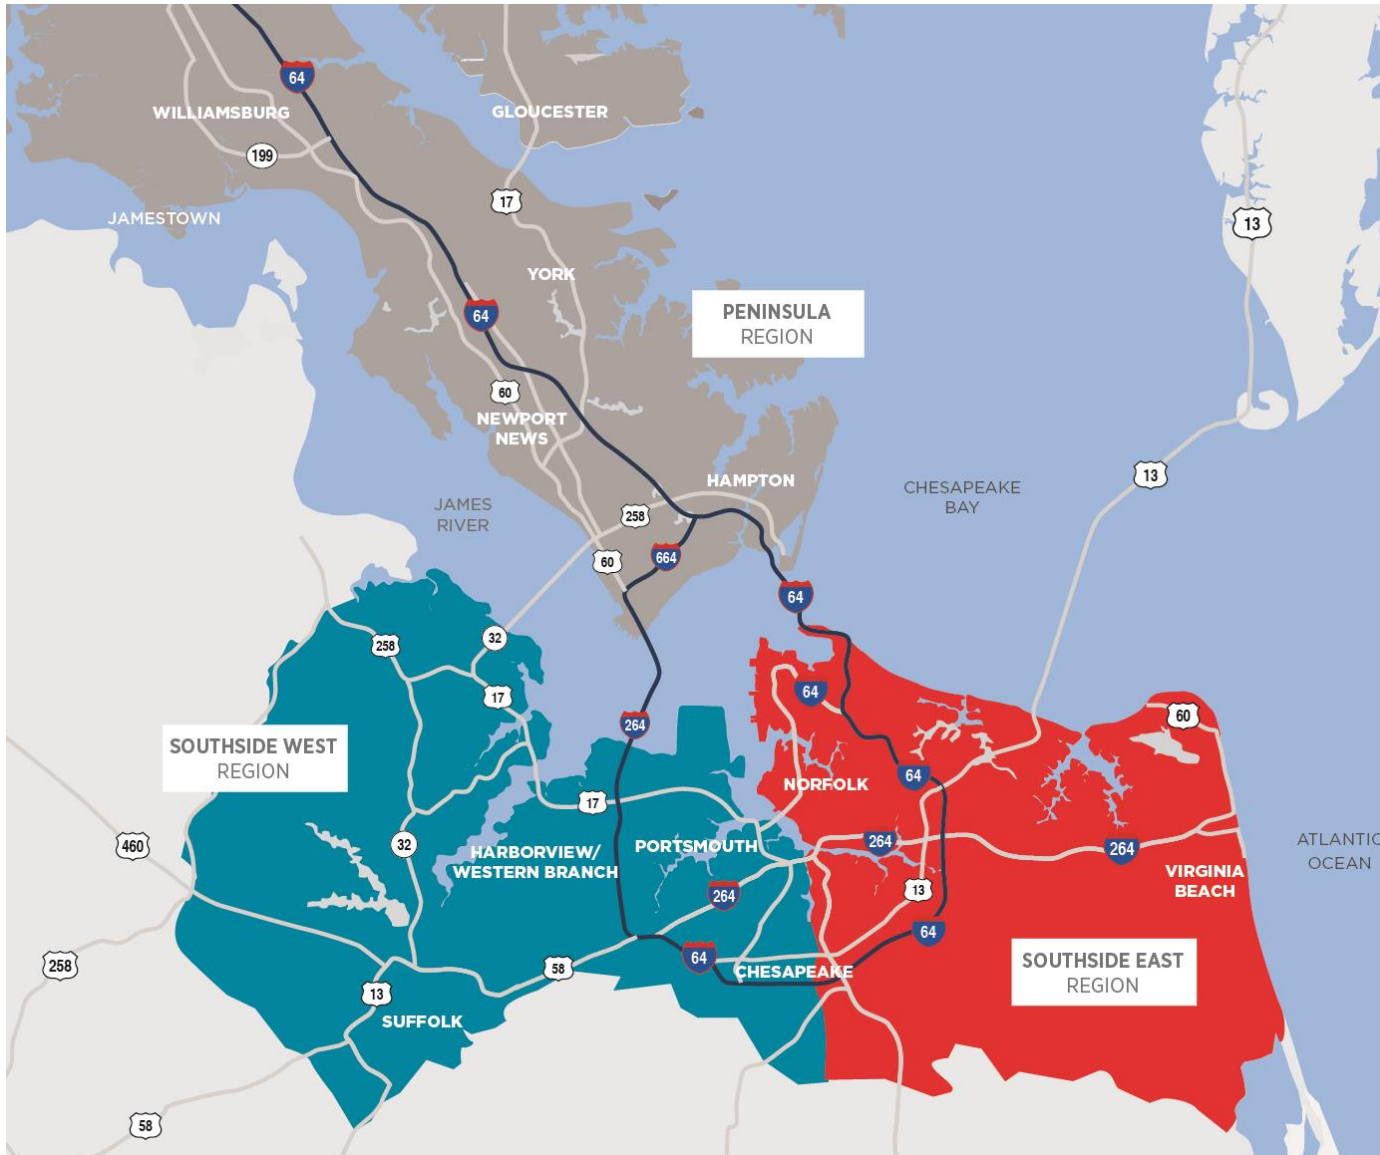 64
WILLIAMSBURG
GLOUCESTER
199
17
13
JAMESTOWN
YORK
64
PENINSULA
REGION
60
NEWPORT
NEWS
HAMPTON
13
CHESAPEAKE
BAY
JAMES
RIVER
258
664
60
64
32
258
17
64
264
60
SOUTHSIDE WEST
REGION
64
NORFOLK
17
460
32
264
264
PORTSMOUTH
HARBORVIEW/
WESTERN BRANCH
ATLANTIC
OCEAN
VIRGINIA
BEACH
264
13
64
64
CHESAPEAKE
58
258
SOUTHSIDE EAST
REGION
13
SUFFOLK
58